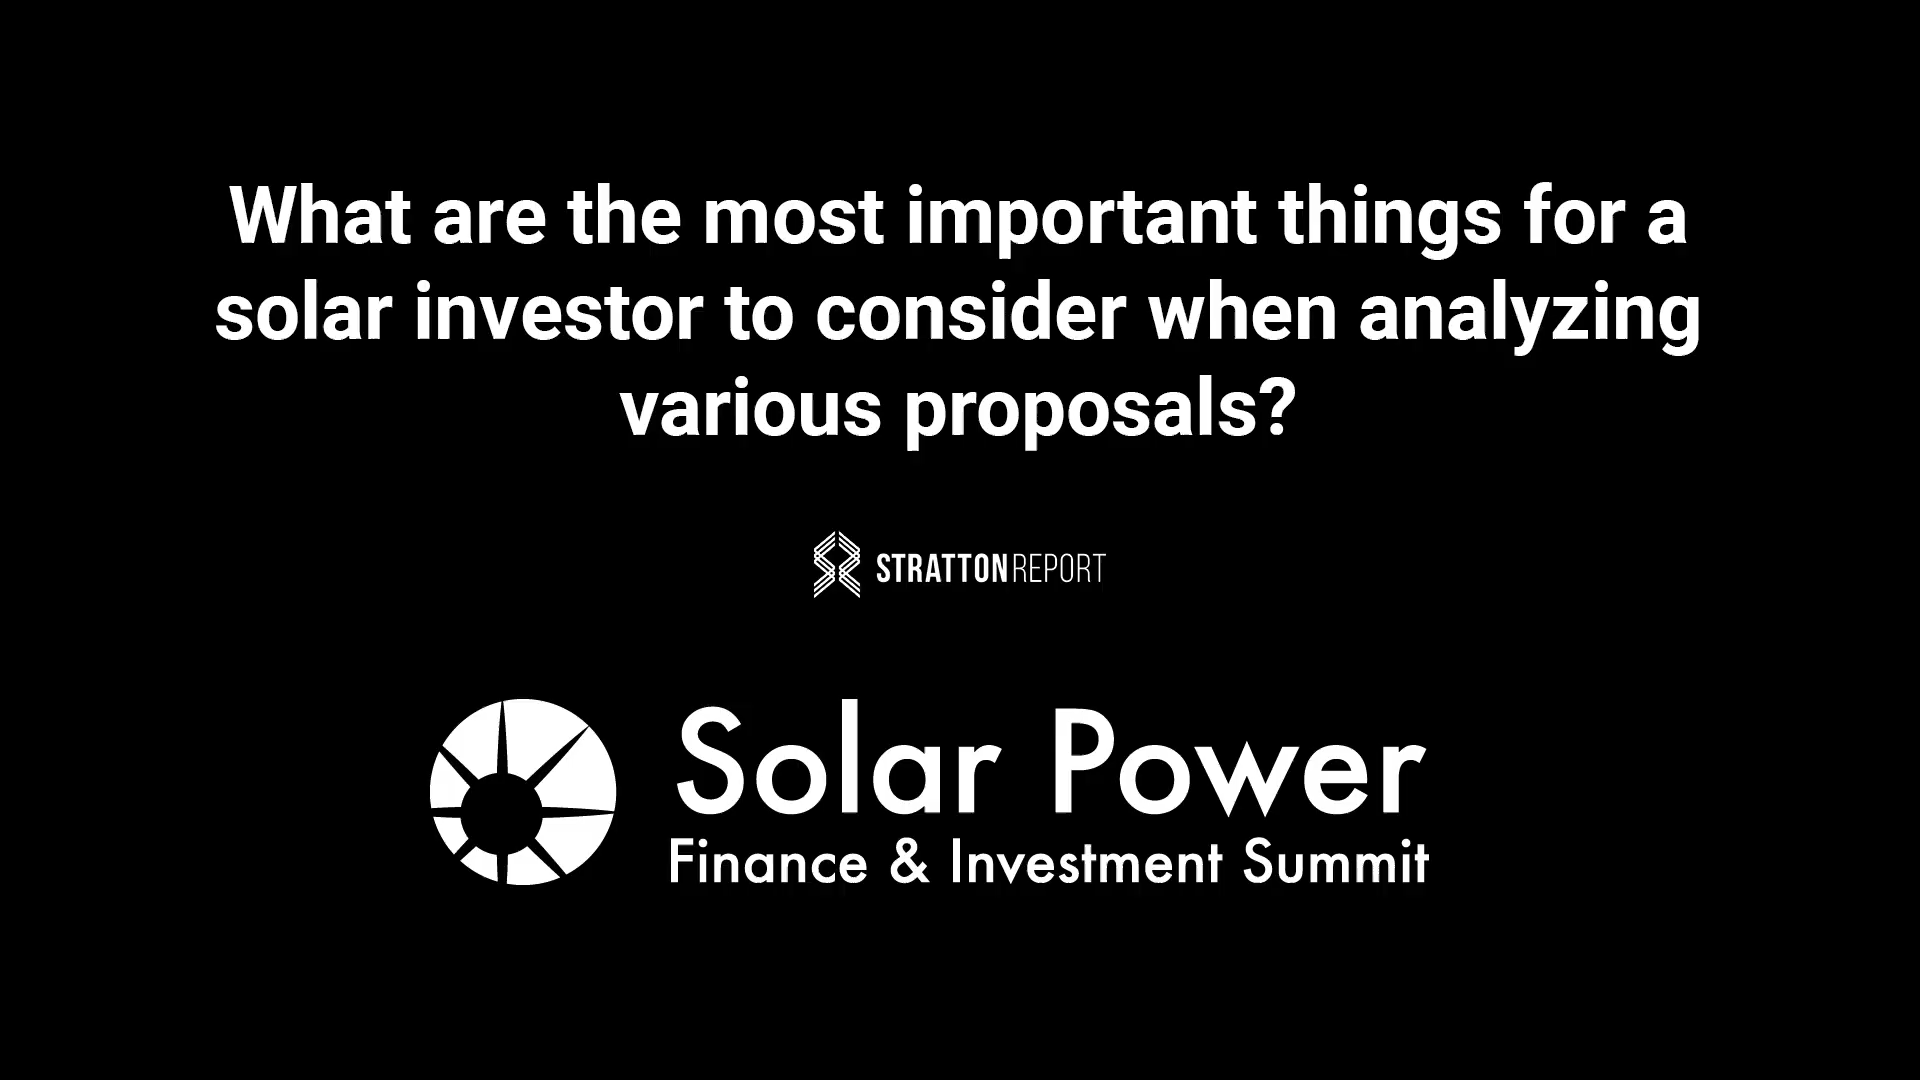 What are the most important things for a
solar investor to consider when analyzing
various proposals?
STRATTONREPORT
Solar Power
Finance & Investment Summit